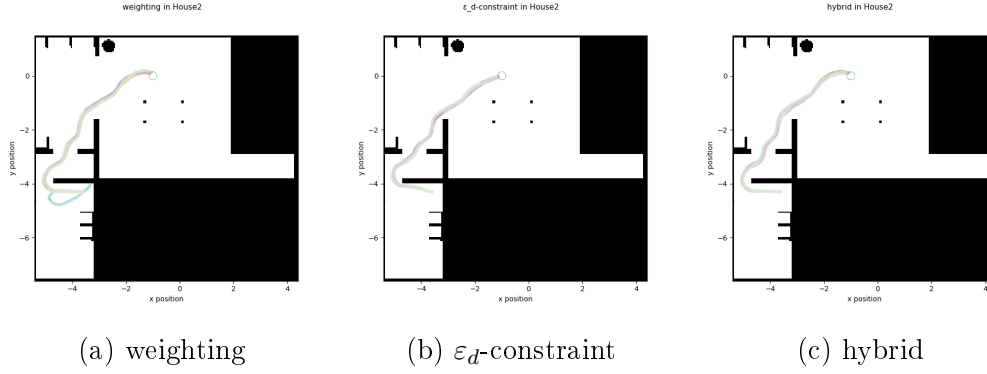 weighting in House2
y position
0
−2
−4
−6
−4
−2
0
2
4
x position
(a) weighting
ε_d-constraint in House2
y position
0
−2
−4
−6
−4
−2
0
2
4
x position
(b) ε_d-constraint
hybrid in House2
y position
0
−2
−4
−6
−4
−2
0
2
4
x position
(c) hybrid